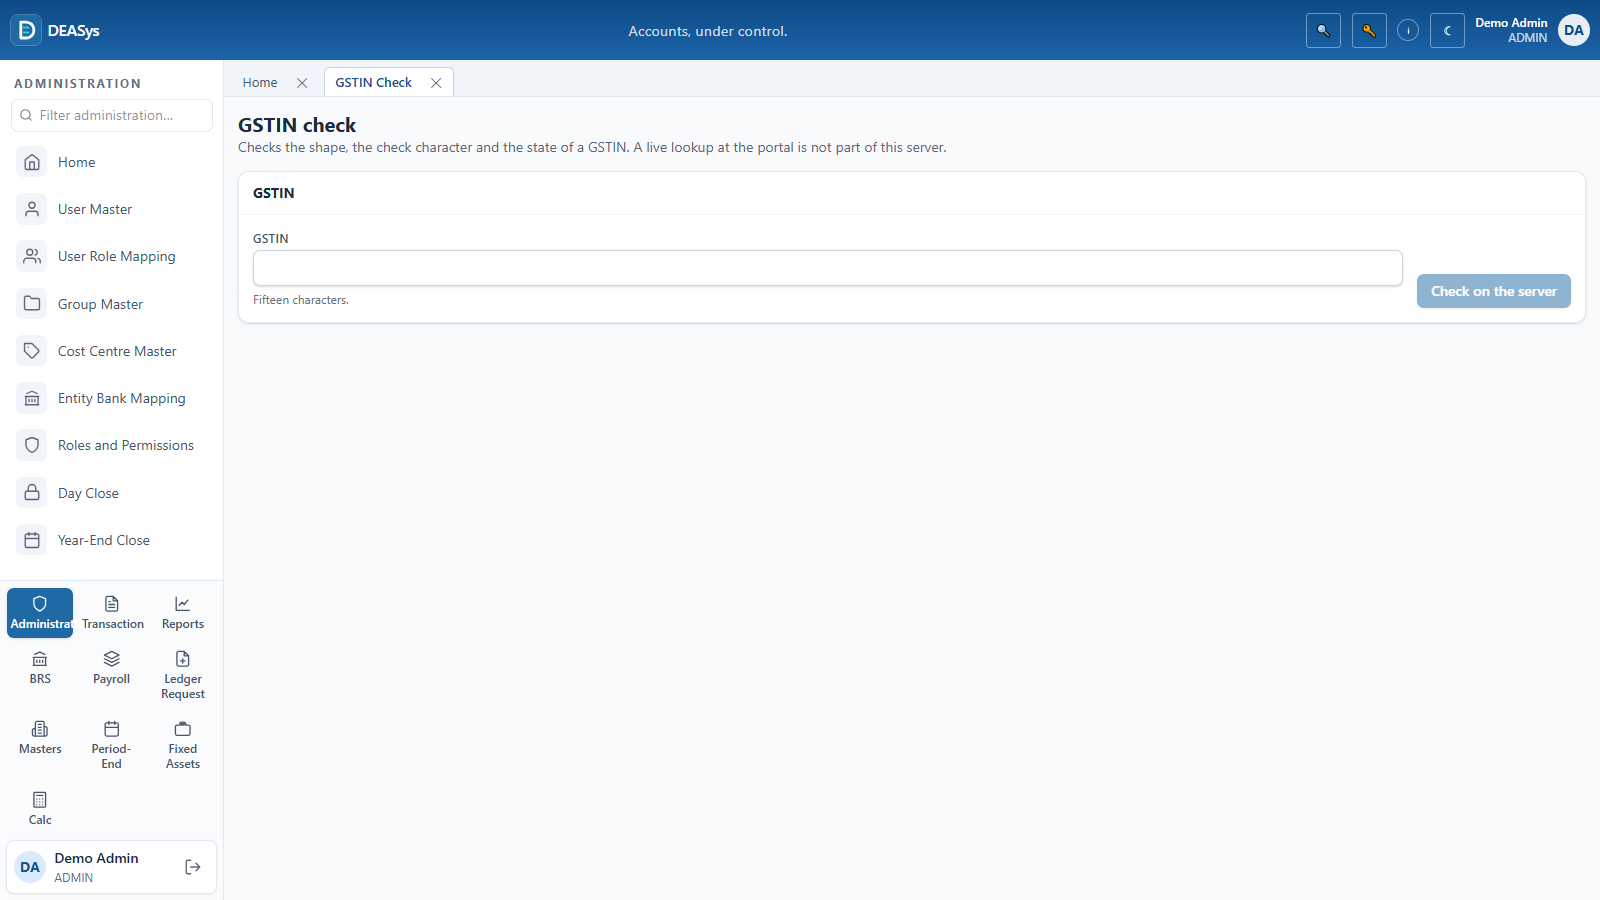 DEASys
Accounts, under control.
Demo Admin
ADMIN
DA
ADMINISTRATION
Filter administration...
Home
User Master
User Role Mapping
Group Master
Cost Centre Master
Entity Bank Mapping
Roles and Permissions
Day Close
Year-End Close
Administrat
Transaction
Reports
BRS
Payroll
Ledger
Request
Masters
Period-
End
Fixed
Assets
Calc
DA
Demo Admin
ADMIN
Home
GSTIN Check
GSTIN check
Checks the shape, the check character and the state of a GSTIN. A live lookup at the portal is not part of this server.
GSTIN
GSTIN
Fifteen characters.
Check on the server